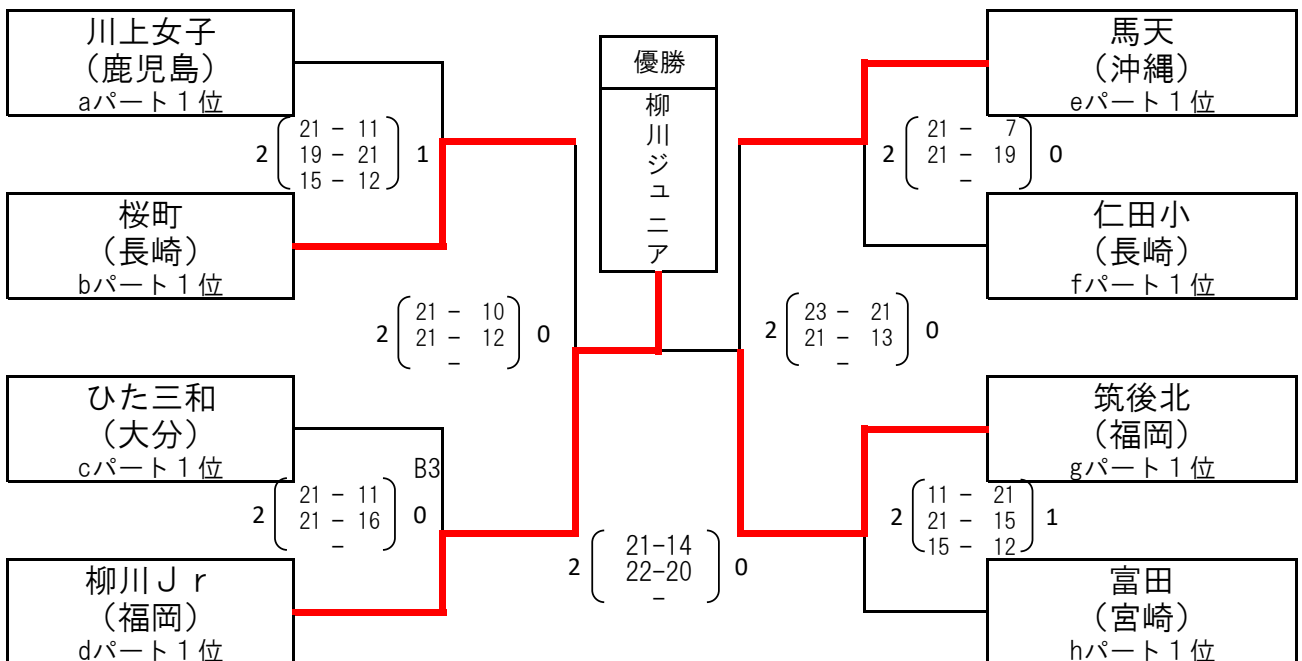 川上女子
(鹿児島)
aパート1位
2 21 - 11 1
19 - 21
15 - 12
桜町
(長崎)
bパート1位
2 21 - 10 0
21 - 12
-
ひた三和
(大分)
cパート1位
B3
2 21 - 11 0
21 - 16
-
柳川Jr
(福岡)
dパート1位
優勝
柳川ジュニア
2 21-14 0
22-20
-
馬天
(沖縄)
eパート1位
2 21 - 7 0
21 - 19
-
仁田小
(長崎)
fパート1位
2 23 - 21 0
21 - 13
-
筑後北
(福岡)
gパート1位
2 11 - 21 1
21 - 15
15 - 12
富田
(宮崎)
hパート1位